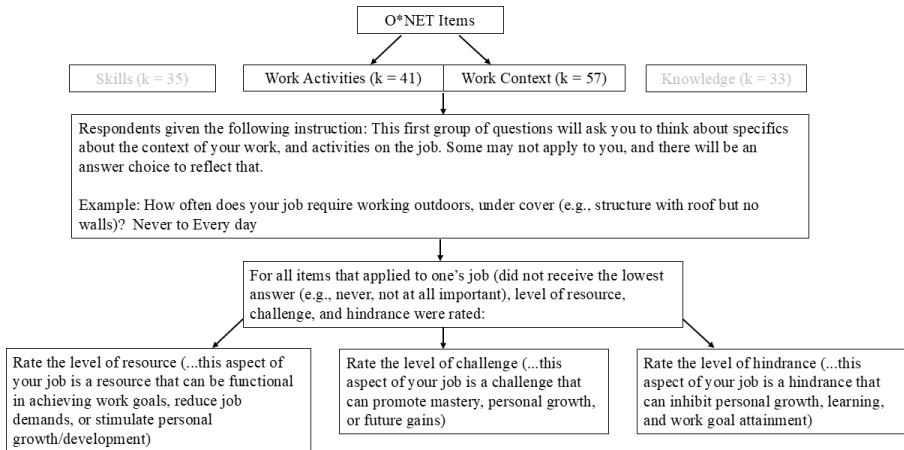 O*NET Items
Skills (k = 35)
Work Activities (k = 41)
Work Context (k = 57)
Knowledge (k = 33)
Respondents given the following instruction: This first group of questions will ask you to think about specifics
about the context of your work, and activities on the job. Some may not apply to you, and there will be an
answer choice to reflect that.
Example: How often does your job require working outdoors, under cover (e.g., structure with roof but no
walls)?  Never to Every day
For all items that applied to one’s job (did not receive the lowest
answer (e.g., never, not at all important), level of resource,
challenge, and hindrance were rated:
Rate the level of resource (...this aspect of
your job is a resource that can be functional
in achieving work goals, reduce job
demands, or stimulate personal
growth/development)
Rate the level of challenge (...this
aspect of your job is a challenge that
can promote mastery, personal growth,
or future gains)
Rate the level of hindrance (...this
aspect of your job is a hindrance that
can inhibit personal growth, learning,
and work goal attainment)